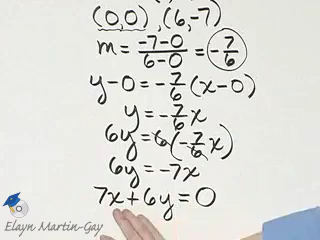 (0,0), (6,-7)
m = -7-0/6-0 = -7/6
y-0 = -7/6 (x-0)
y = -7/6 x
6y = 6(-7/6 x)
6y = -7x
7x+6y=0
Elayn Martin-Gay